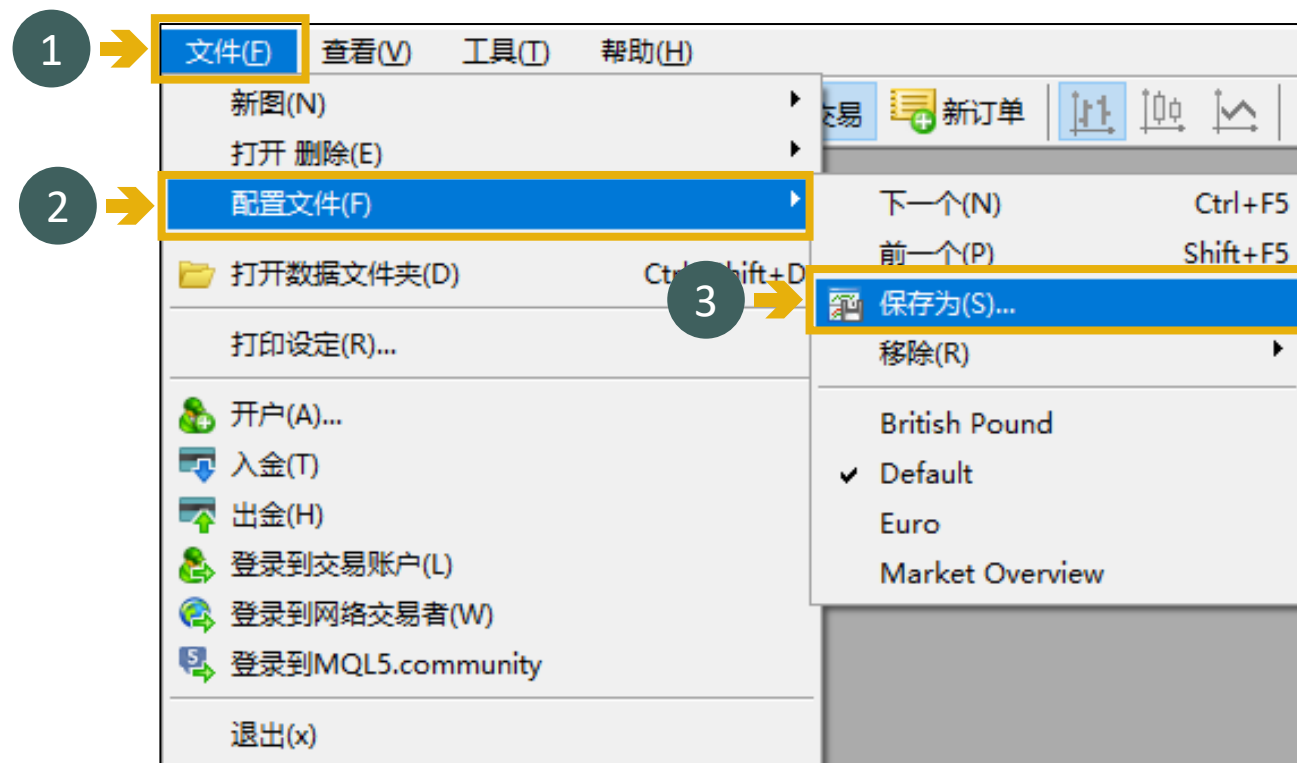 1
文件(F) 查看(V) 工具(T) 帮助(H)
交易 新订单
新图(N)
打开 删除(E)
2
配置文件(F)
打开数据文件夹(D)
打印设定(R)...
开户(A)...
入金(T)
出金(H)
登录到交易账户(L)
登录到网络交易者(W)
登录到MQL5.community
退出(x)
下一个(N) Ctrl+F5
前一个(P) Shift+F5
3
保存为(S)...
移除(R)
British Pound
Default
Euro
Market Overview